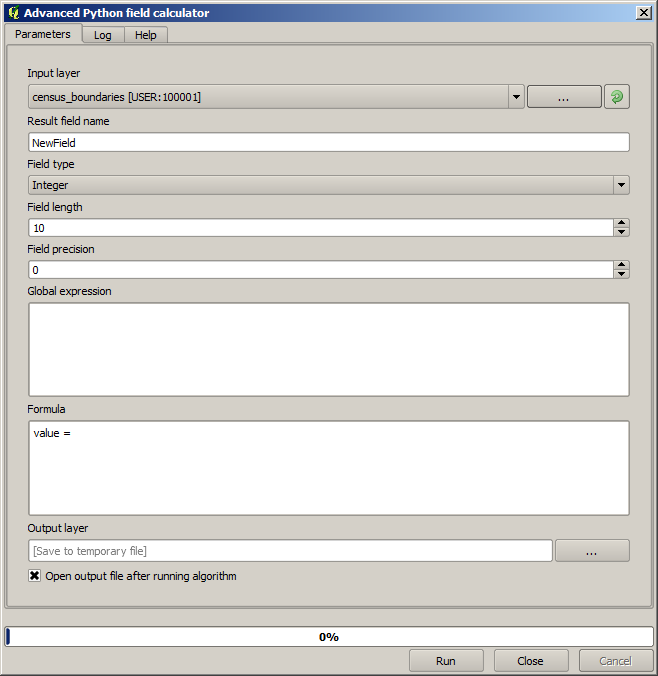 Advanced Python field calculator
Parameters Log Help
Input layer
census_boundaries [USER:100001] ...
Result field name
NewField
Field type
Integer
Field length
10
Field precision
0
Global expression
Formula
value =
Output layer
[Save to temporary file] ...
Open output file after running algorithm
0%
Run Close Cancel